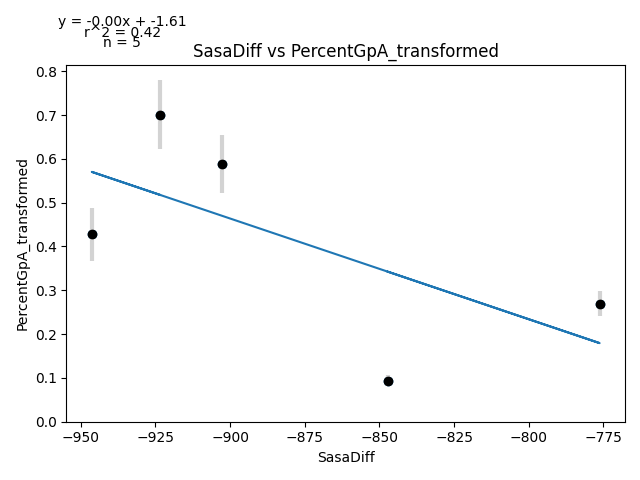 y = -0.00x + -1.61
r^2 = 0.42
n = 5
SasaDiff vs PercentGpA_transformed
0.8
0.7
0.6
0.5
0.4
0.3
0.2
0.1
0.0
PercentGpA_transformed
−950 −925 −900 −875 −850 −825 −800 −775
SasaDiff